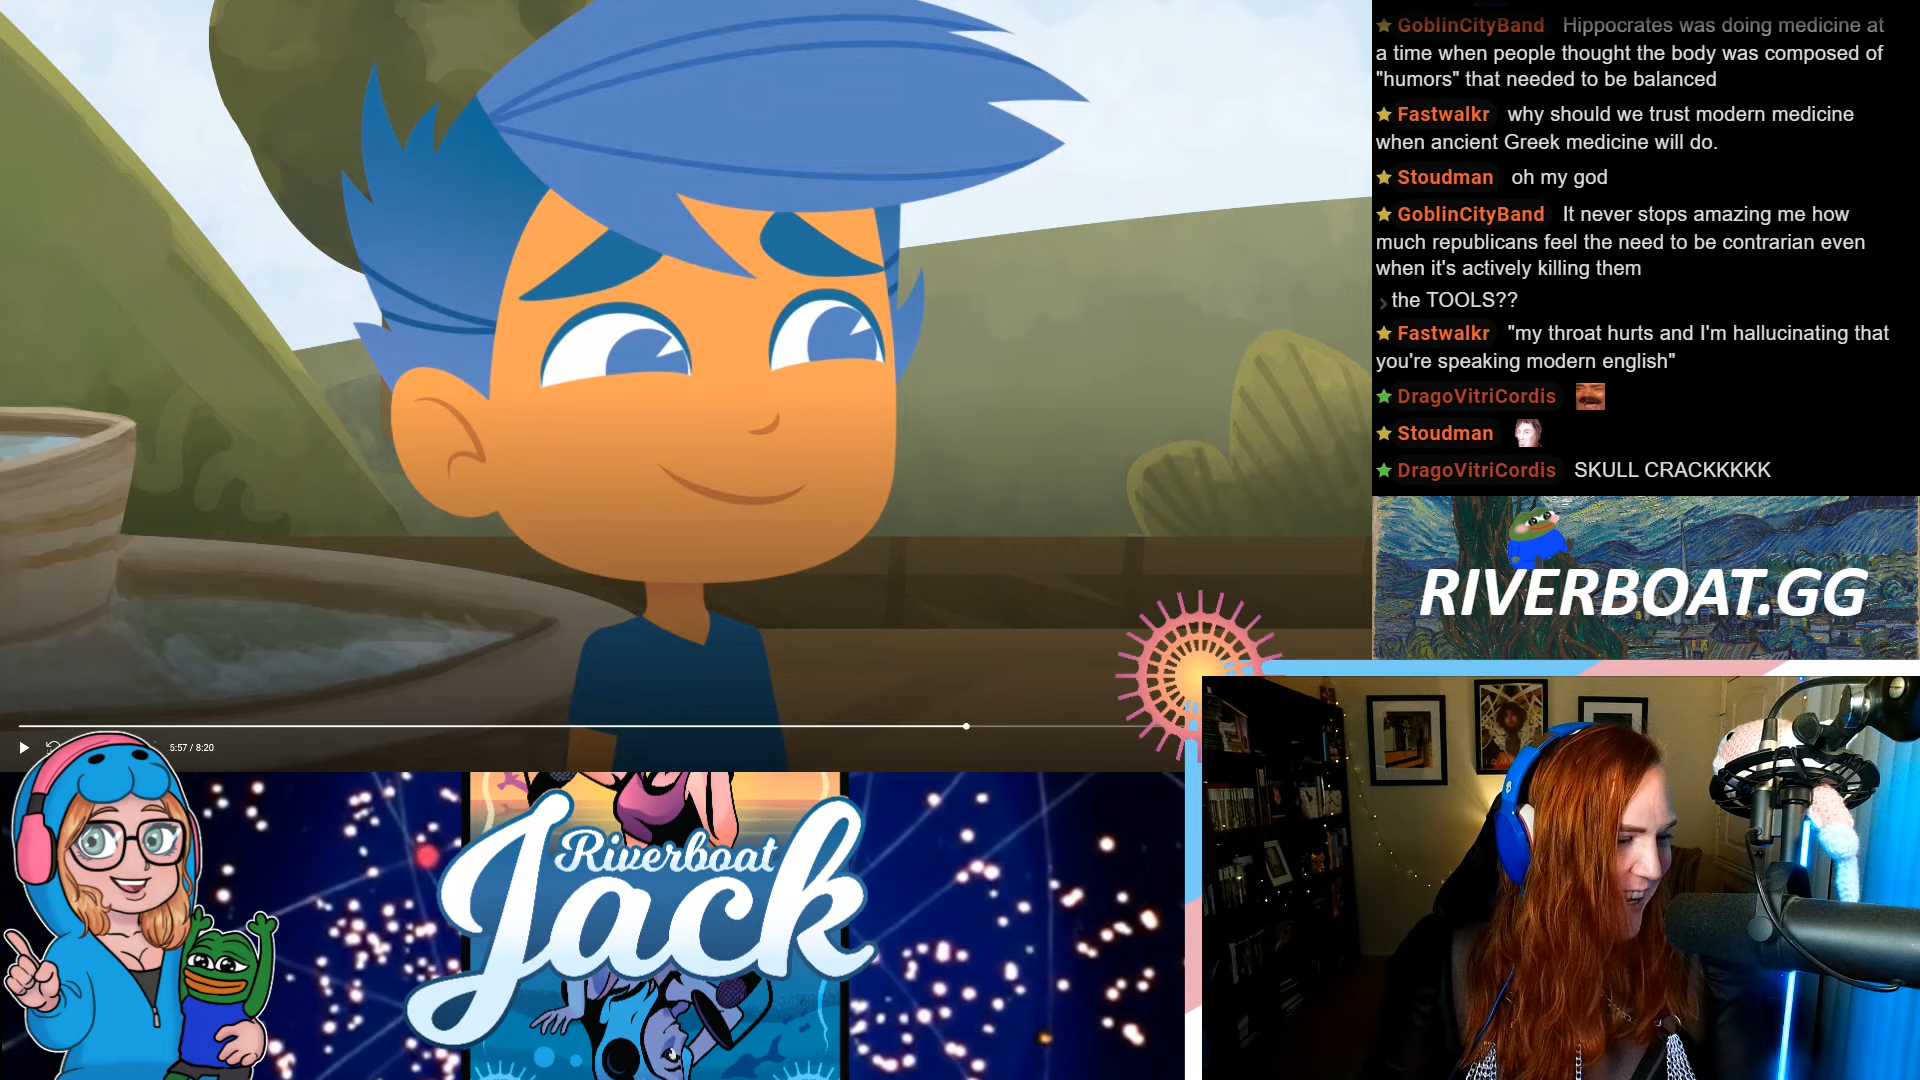 GoblinCityBand Hippocrates was doing medicine at
a time when people thought the body was composed of
"humors" that needed to be balanced
Fastwalkr why should we trust modern medicine
when ancient Greek medicine will do.
Stoudman oh my god
GoblinCityBand It never stops amazing me how
much republicans feel the need to be contrarian even
when it's actively killing them
the TOOLS??
Fastwalkr "my throat hurts and I'm hallucinating that
you're speaking modern english"
DragoVitriCordis
Stoudman
DragoVitriCordis SKULL CRACKKKKK
RIVERBOAT.GG
5:57 / 8:20
Riverboat
Jack